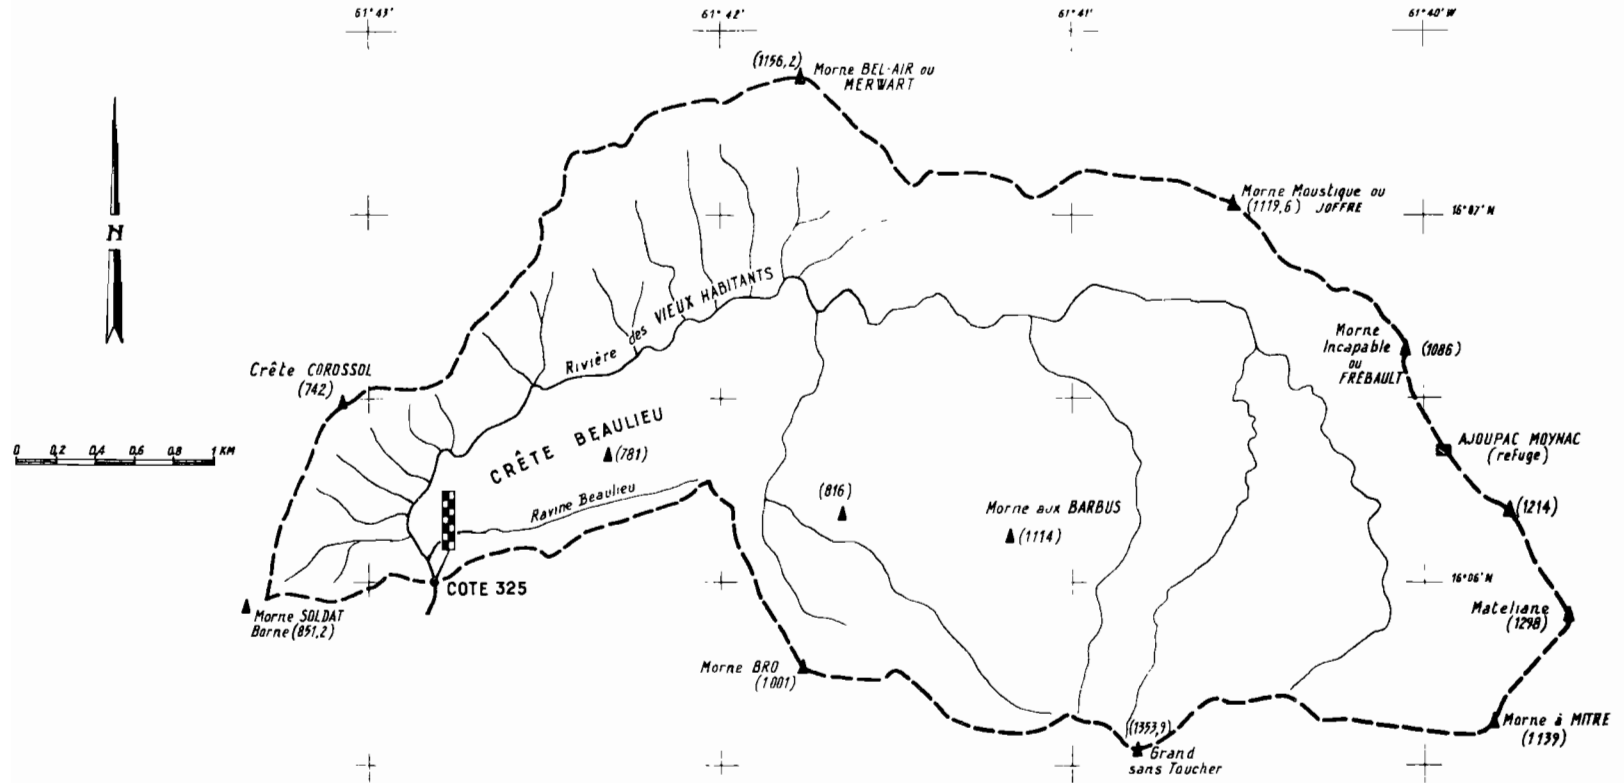 61°43'
61°42'
61°41'
61°40' W
(1156,2)
Morne BEL-AIR ou
MERWART
Morne Moustique ou
(1119,6) JOFFRE
16°07' N
N
Rivière des VIEUX HABITANTS
Morne
Incapable
ou
FRÉBAULT
(1086)
Crête COROSSOL
(742)
0 0,2 0,4 0,6 0,8 1 KM
CRÊTE BEAULIEU
(781)
AJOUPAC MOYNAC
(refuge)
Ravine Beaulieu
(816)
Morne aux BARBUS
(1114)
(1214)
COTE 325
16°06' N
Morne SOLDAT
Borne (851,2)
Mateliane
(1298)
Morne BRO
(1001)
(1353,9)
Grand
sans Toucher
Morne à MITRE
(1139)